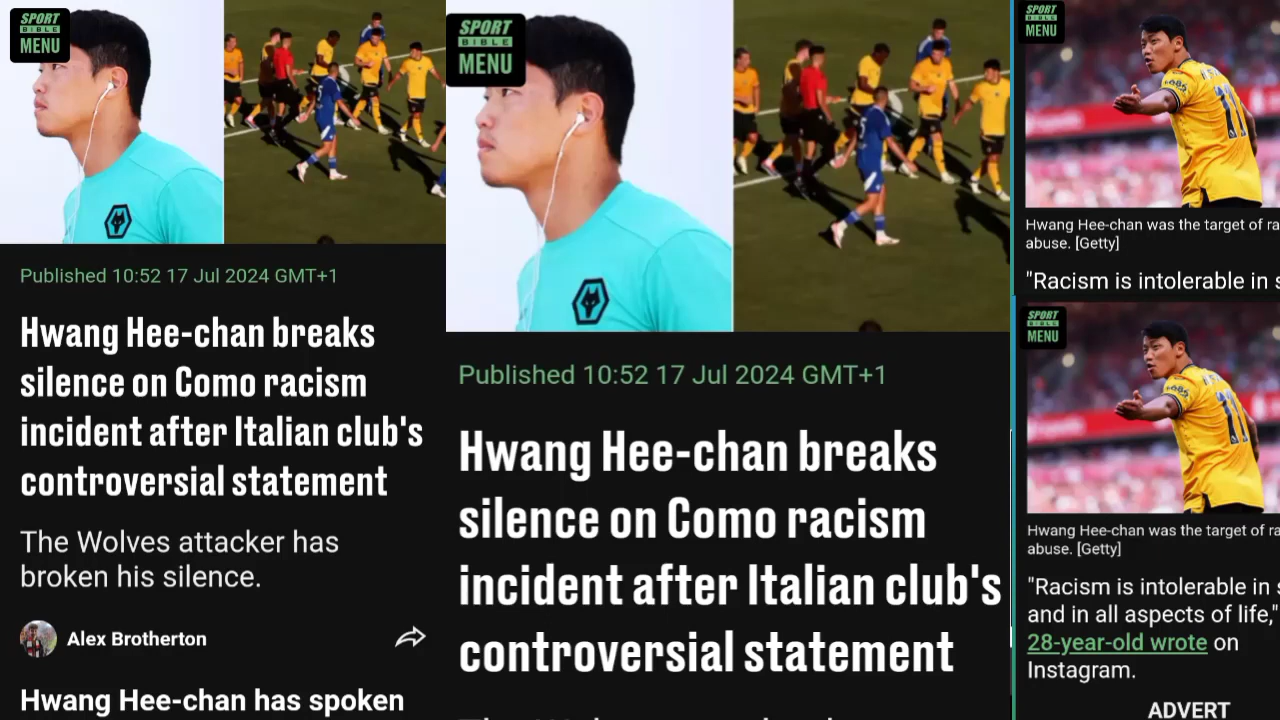 SPORT
BIBLE
MENU
Published 10:52 17 Jul 2024 GMT+1
Hwang Hee-chan breaks
silence on Como racism
incident after Italian club's
controversial statement
The Wolves attacker has
broken his silence.
Alex Brotherton
Hwang Hee-chan has spoken
SPORT
BIBLE
MENU
Published 10:52 17 Jul 2024 GMT+1
Hwang Hee-chan breaks
silence on Como racism
incident after Italian club's
controversial statement
SPORT
BIBLE
MENU
11
Hwang Hee-chan was the target of ra
abuse. [Getty]
"Racism is intolerable in s
SPORT
BIBLE
MENU
11
Hwang Hee-chan was the target of ra
abuse. [Getty]
"Racism is intolerable in s
and in all aspects of life,"
28-year-old wrote on
Instagram.
ADVERT